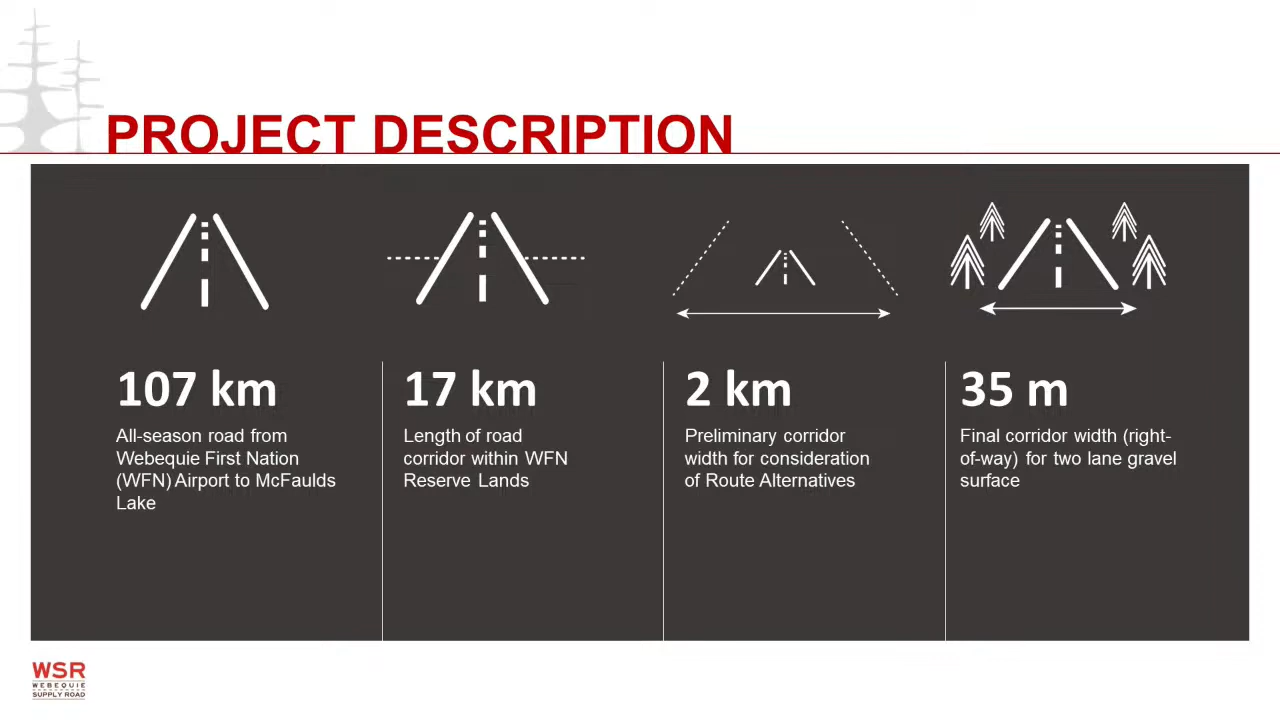 PROJECT DESCRIPTION
107 km
All-season road from
Webequie First Nation
(WFN) Airport to McFaulds
Lake
17 km
Length of road
corridor within WFN
Reserve Lands
2 km
Preliminary corridor
width for consideration
of Route Alternatives
35 m
Final corridor width (right-
of-way) for two lane gravel
surface
WSR
WEBEQUIE
SUPPLY ROAD